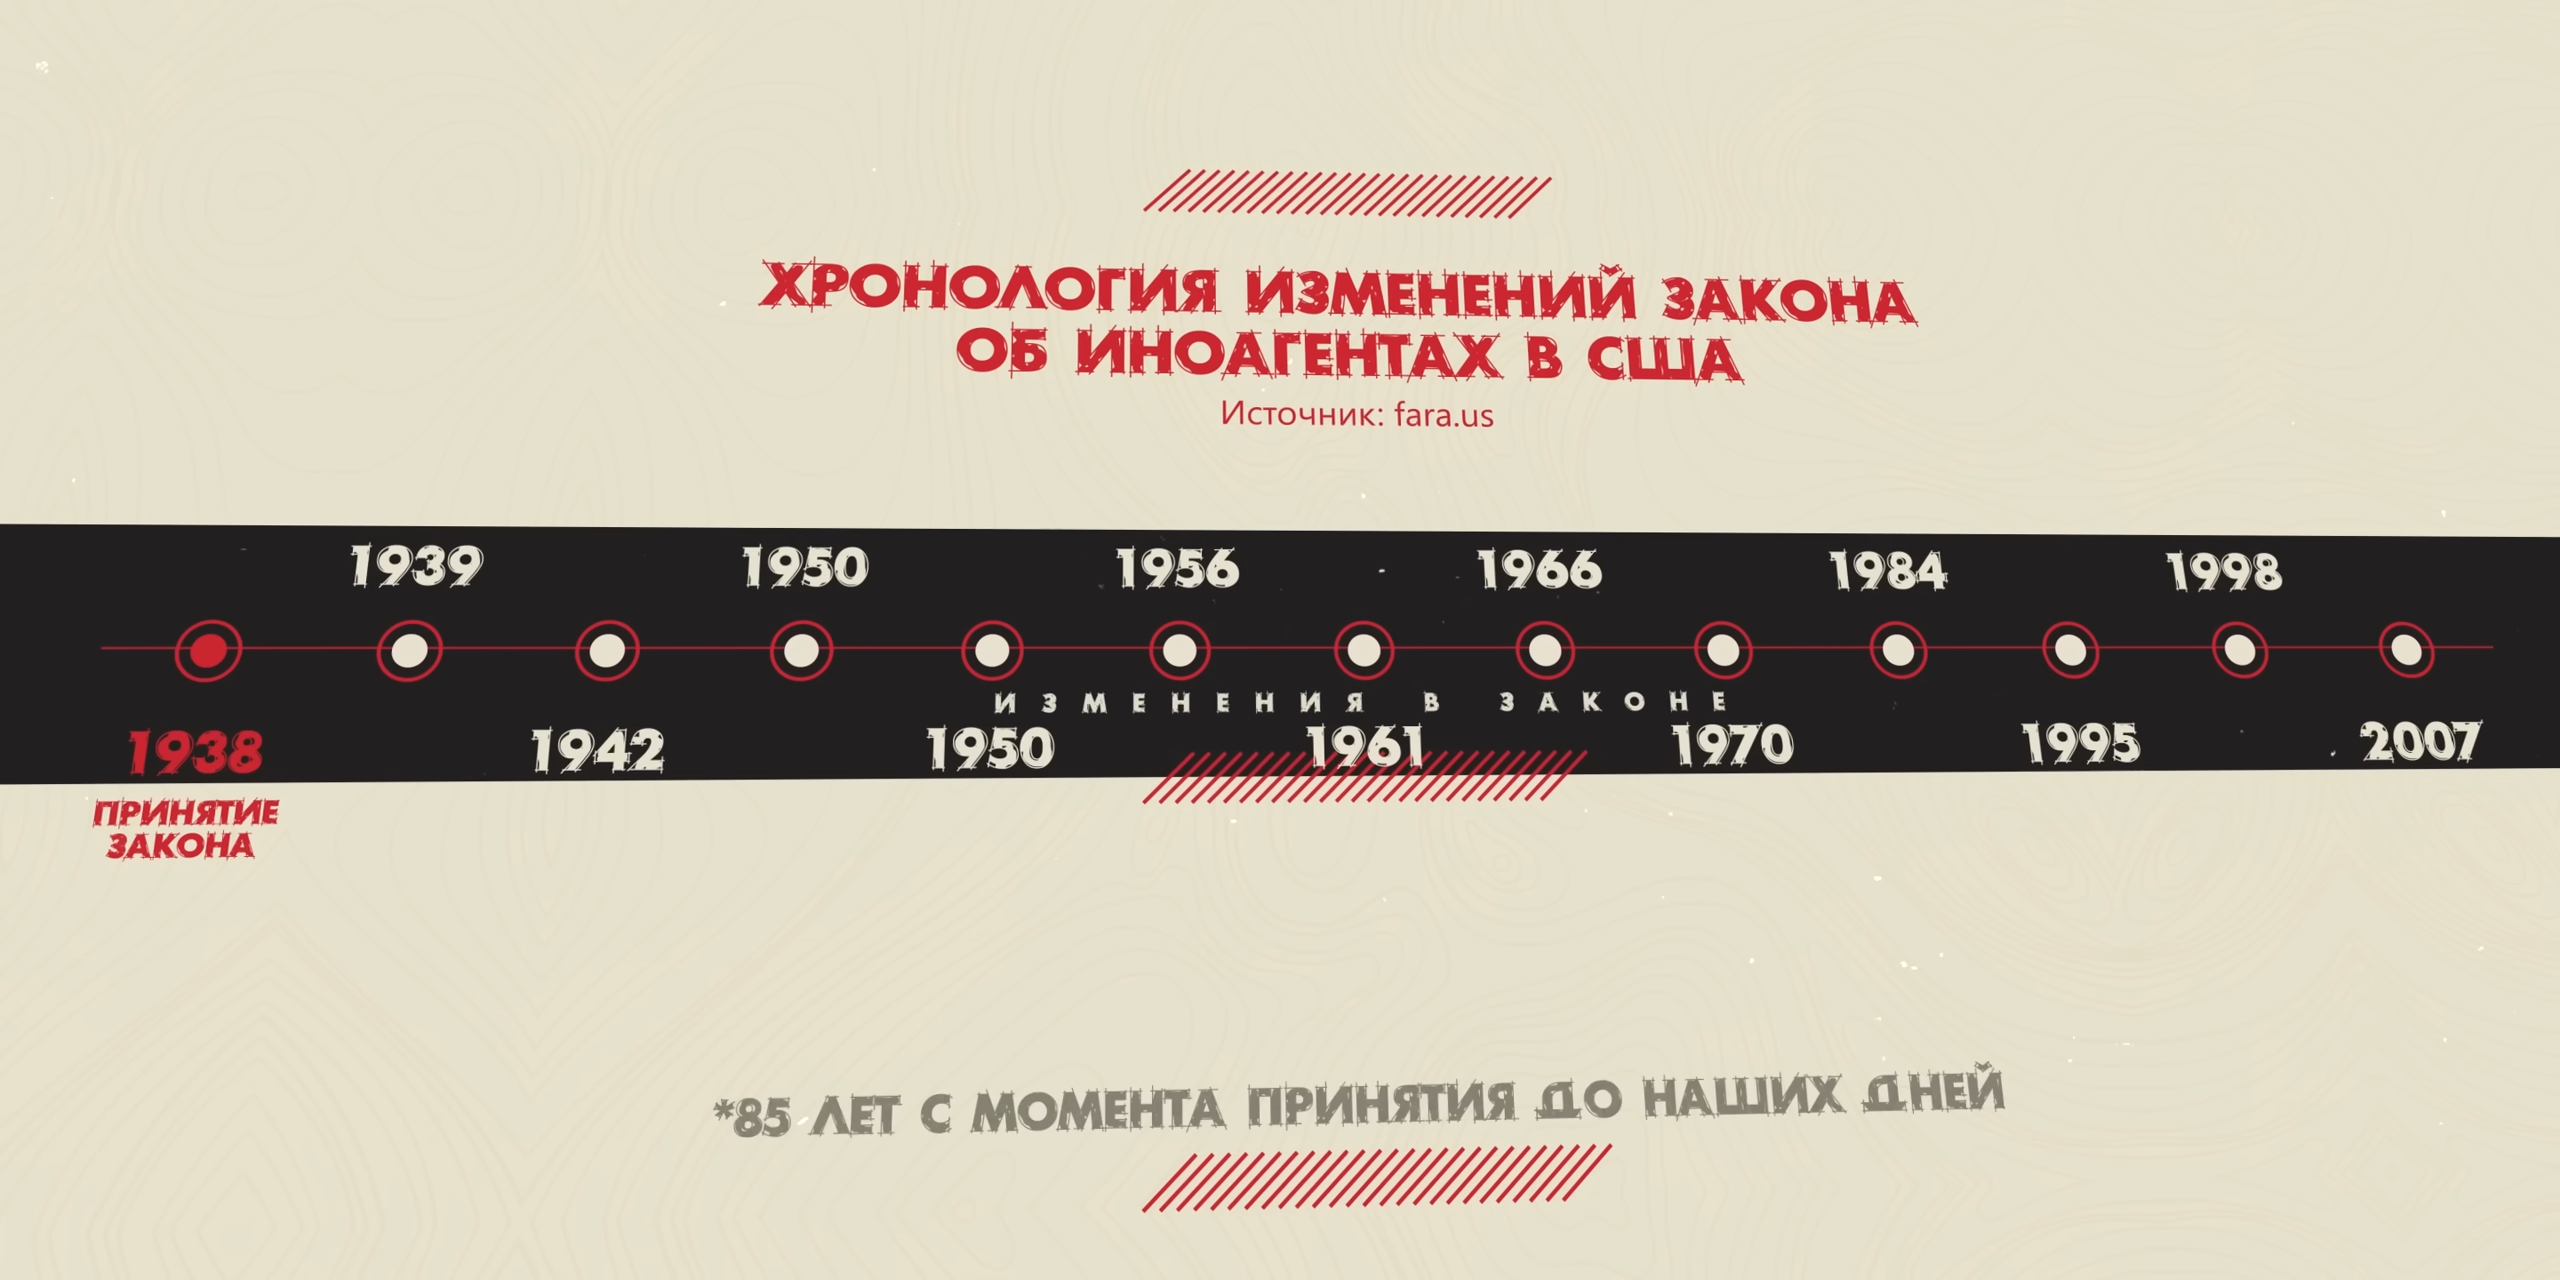 ХРОНОЛОГИЯ ИЗМЕНЕНИЙ ЗАКОНА
ОБ ИНОАГЕНТАХ В США
Источник: fara.us
1939 1950 1956 1966 1984 1998
ИЗМЕНЕНИЯ В ЗАКОНЕ
1938 1942 1950 1961 1970 1995 2007
ПРИНЯТИЕ
ЗАКОНА
*85 ЛЕТ С МОМЕНТА ПРИНЯТИЯ ДО НАШИХ ДНЕЙ